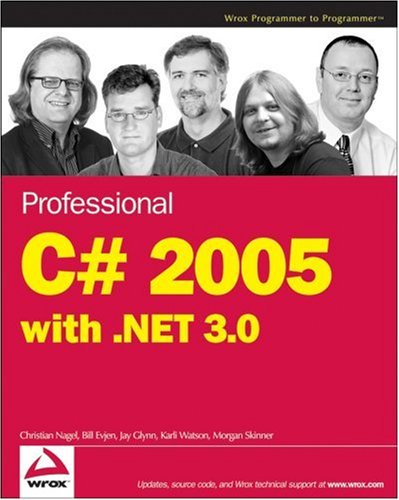 Wrox Programmer to Programmer™
Professional
C# 2005
with .NET 3.0
Christian Nagel, Bill Evjen, Jay Glynn, Karli Watson, Morgan Skinner
wrox
Updates, source code, and Wrox technical support at www.wrox.com